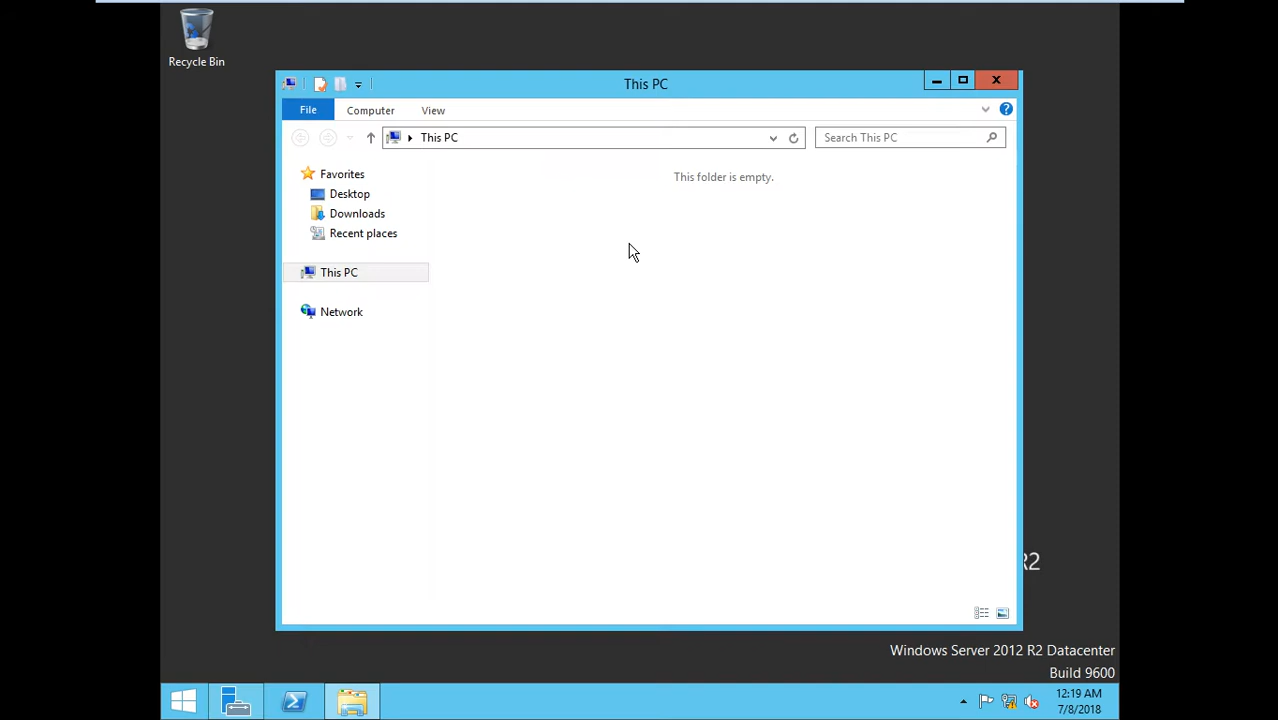 Recycle Bin
This PC
File
Computer
View
This PC
Search This PC
Favorites
This folder is empty.
Desktop
Downloads
Recent places
This PC
Network
R2
Windows Server 2012 R2 Datacenter
Build 9600
12:19 AM
7/8/2018